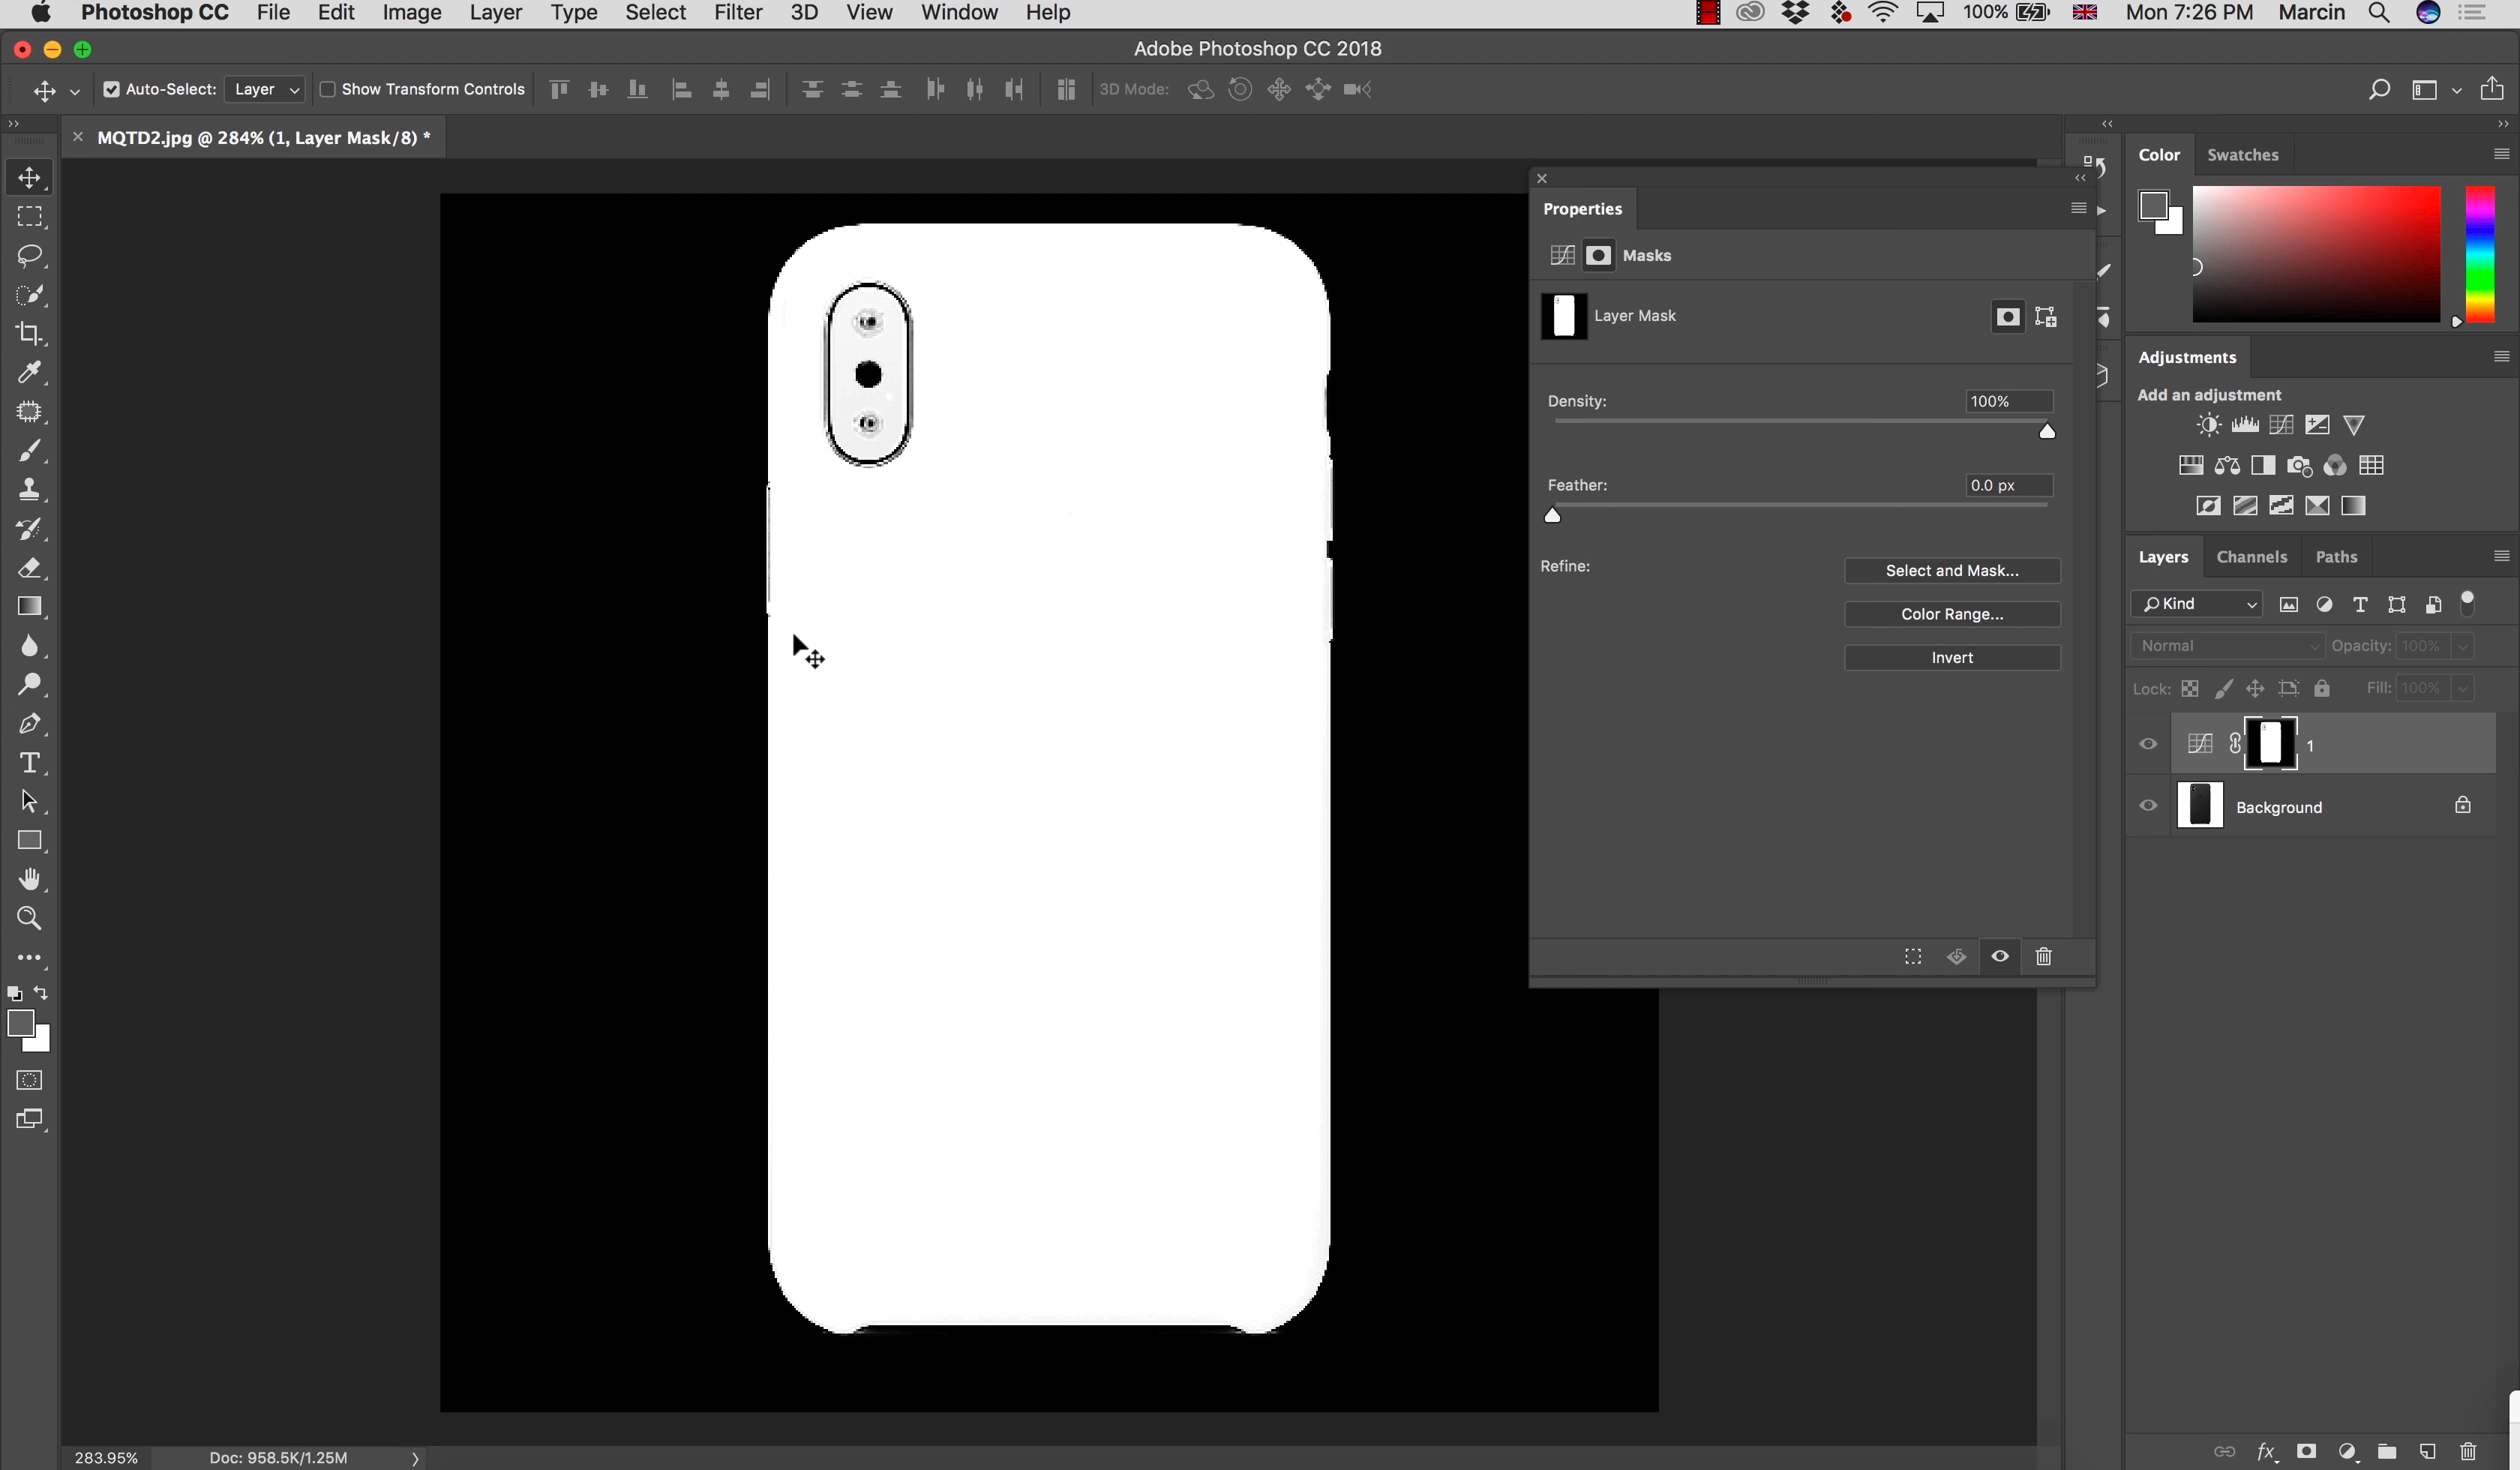 Photoshop CC File Edit Image Layer Type Select Filter 3D View Window Help 100% Mon 7:26 PM Marcin
Adobe Photoshop CC 2018
Auto-Select: Layer Show Transform Controls 3D Mode:
MQTD2.jpg @ 284% (1, Layer Mask/8) *
Color Swatches
Properties
Masks
Layer Mask
Density: 100%
Feather: 0.0 px
Refine: Select and Mask...
Color Range...
Invert
Adjustments
Add an adjustment
Layers Channels Paths
Kind
Normal Opacity: 100%
Lock: Fill: 100%
1
Background
283.95% Doc: 958.5K/1.25M